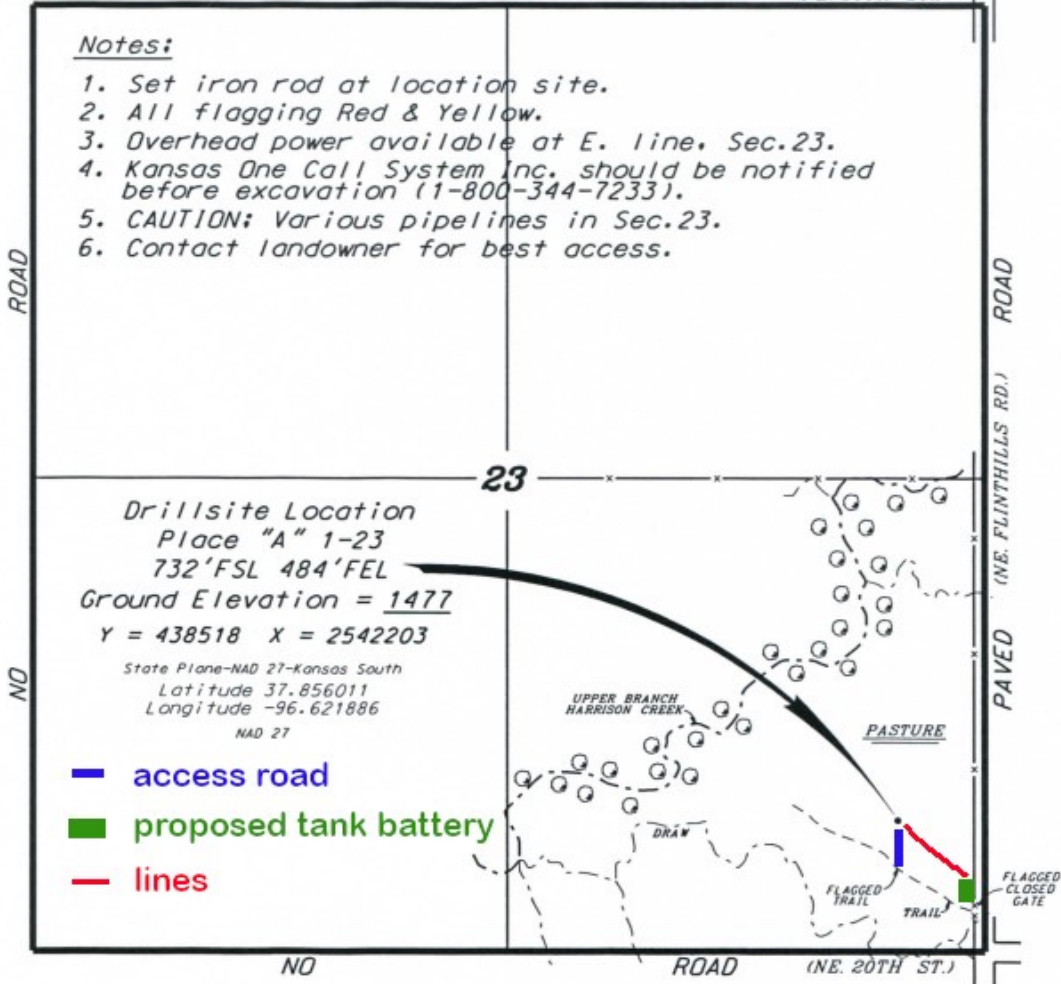 Notes:
1. Set iron rod at location site.
2. All flagging Red & Yellow.
3. Overhead power available at E. line, Sec.23.
4. Kansas One Call System Inc. should be notified
before excavation (1-800-344-7233).
5. CAUTION: Various pipelines in Sec.23.
6. Contact landowner for best access.
ROAD
ROAD
(NE. FLINTHILLS RD.)
23
Drillsite Location
Place "A" 1-23
732'FSL 484'FEL
Ground Elevation = 1477
Y = 438518 X = 2542203
State Plane-NAD 27-Kansas South
Latitude 37.856011
Longitude -96.621886
NAD 27
NO
PAVED
UPPER BRANCH
HARRISON CREEK
PASTURE
access road
proposed tank battery
lines
DRAW
FLAGGED
TRAIL
TRAIL
FLAGGED
CLOSED
GATE
NO
ROAD
(NE. 20TH ST.)